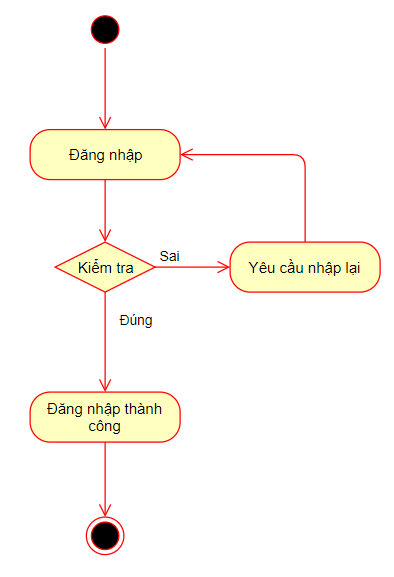 Đăng nhập
Sai
Kiểm tra
Yêu cầu nhập lại
Đúng
Đăng nhập thành
công